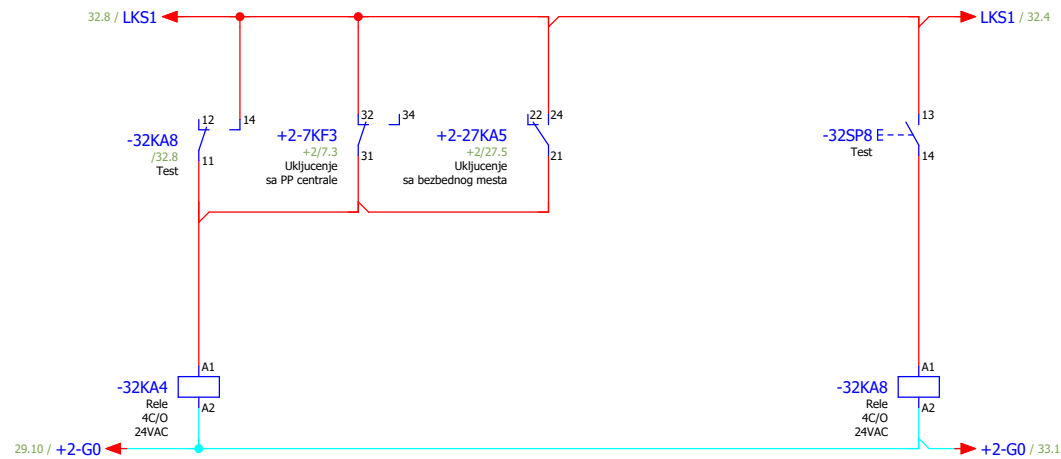 32.8 / LKS1
LKS1 / 32.4
12
14
-32KA8
/32.8
Test
11
32
34
+2-7KF3
+2/7.3
Ukljucenje
sa PP centrale
31
22
24
+2-27KA5
+2/27.5
Ukljucenje
sa bezbednog mesta
21
13
-32SP8 E
Test
14
A1
-32KA4
Rele
4C/O
24VAC
A2
A1
-32KA8
Rele
4C/O
24VAC
A2
29.10 / +2-G0
+2-G0 / 33.1